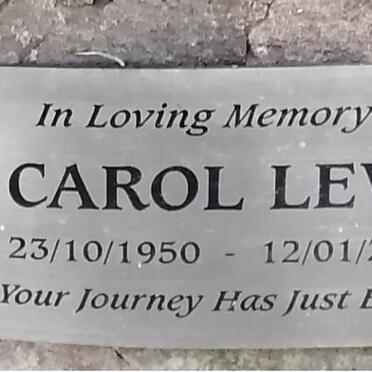 In Loving Memory
CAROL
23/10/1950 -
Your Journey Has Just